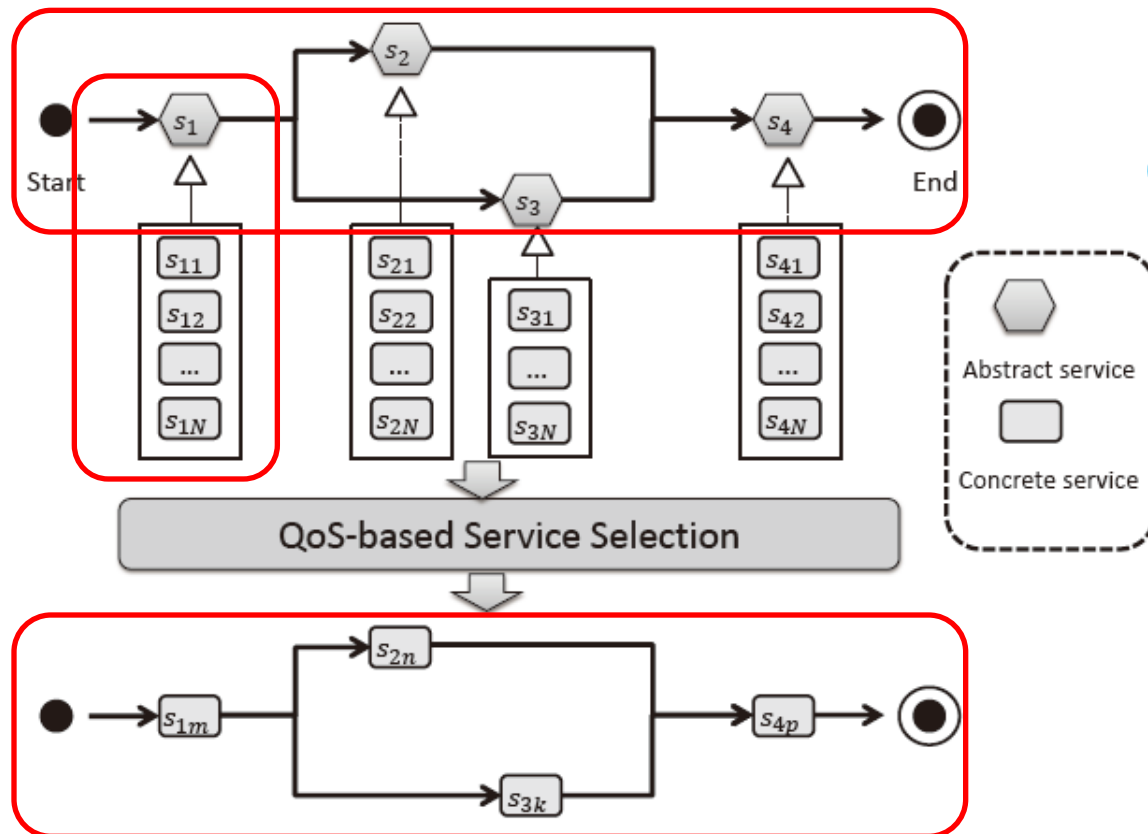 s2
s1
s4
Start
s3
End
s11
s21
s41
s12
s22
s31
s42
...
...
...
...
s1N
s2N
s3N
s4N
Abstract service
Concrete service
QoS-based Service Selection
s2n
s1m
s4p
s3k